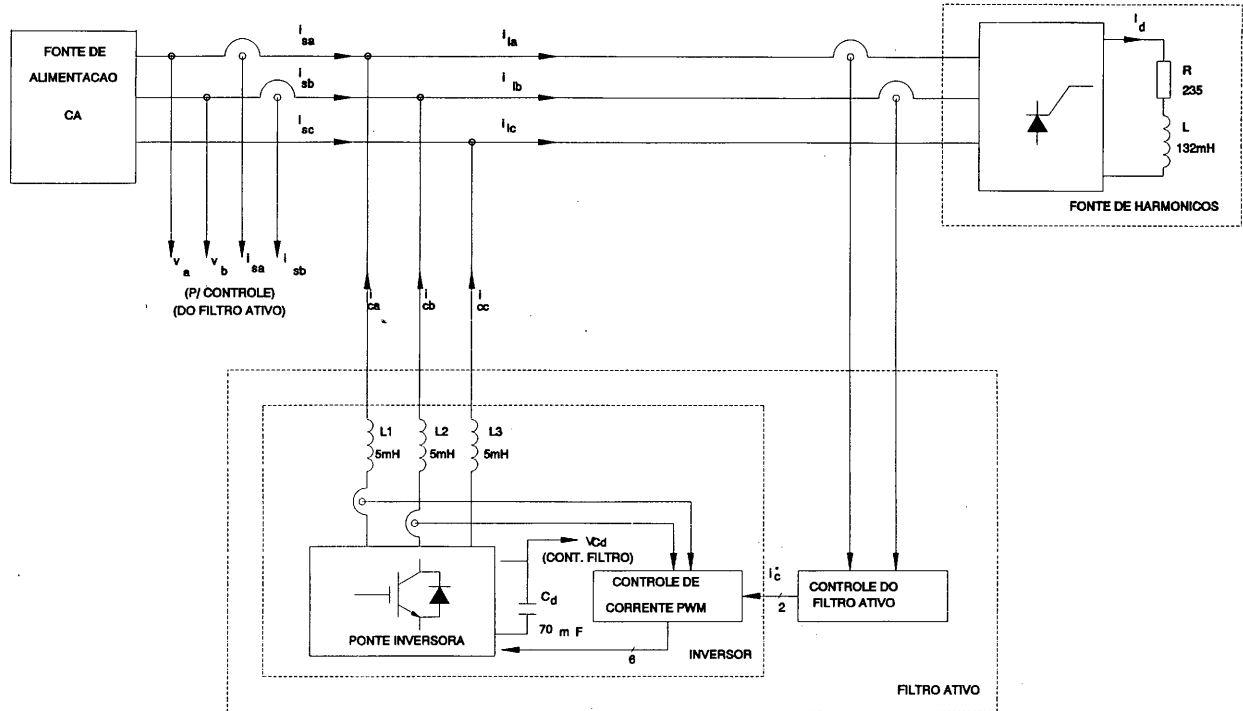 FONTE DE
ALIMENTACAO
CA
i sa
i sb
i sc
i la
i lb
i lc
I d
R
235
L
132mH
FONTE DE HARMONICOS
v a
v b
i sa
i sb
(P/ CONTROLE)
(DO FILTRO ATIVO)
i ca
i cb
i cc
L1
5mH
L2
5mH
L3
5mH
VCd
(CONT. FILTRO)
C d
70 m F
PONTE INVERSORA
CONTROLE DE
CORRENTE PWM
6
INVERSOR
i c *
2
CONTROLE DO
FILTRO ATIVO
FILTRO ATIVO